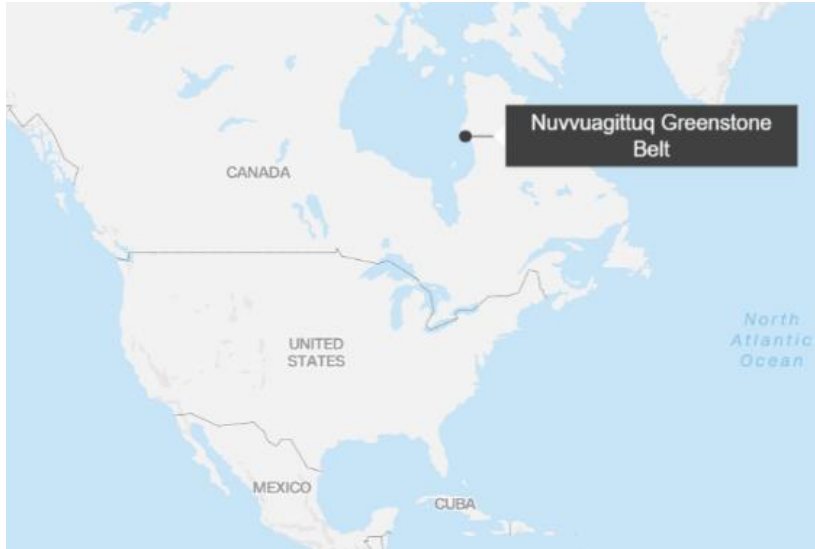 Nuvvuagittuq Greenstone
Belt
CANADA
UNITED
STATES
North
Atlantic
Ocean
MEXICO
CUBA